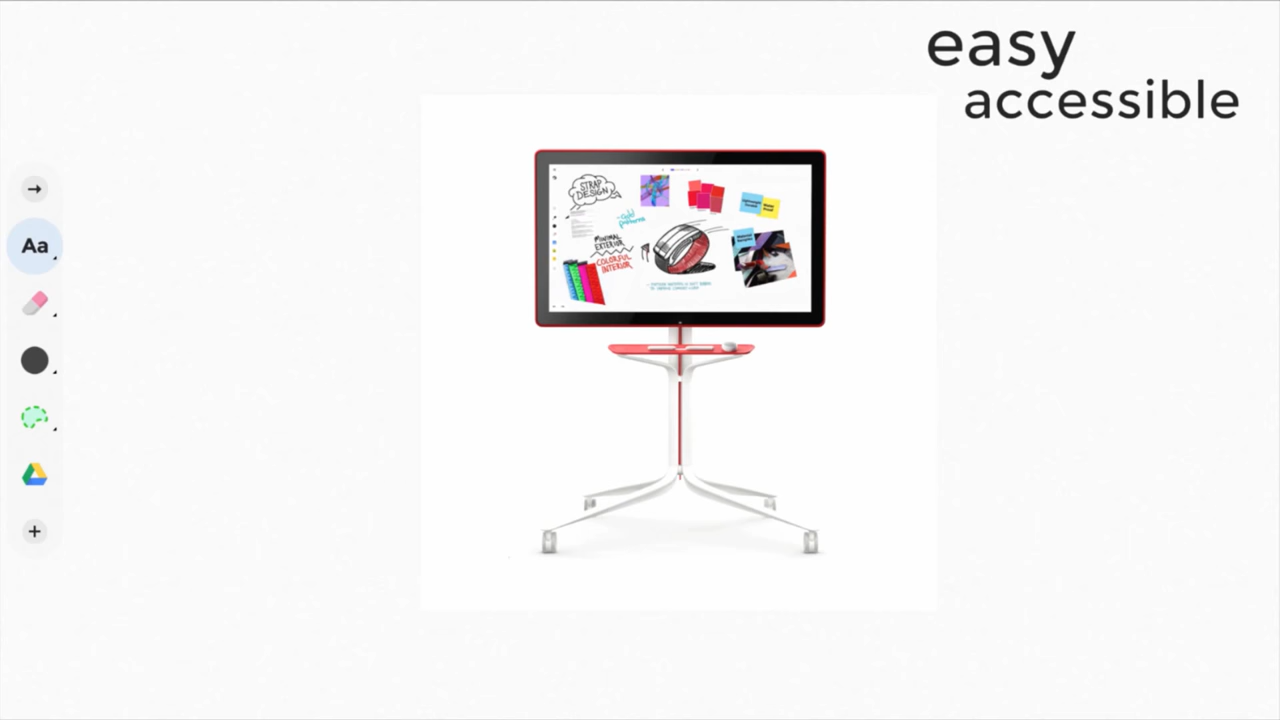 easy
accessible
Aa
STRAP
DESIGN
MINIMAL
EXTERIOR
COLORFUL
INTERIOR